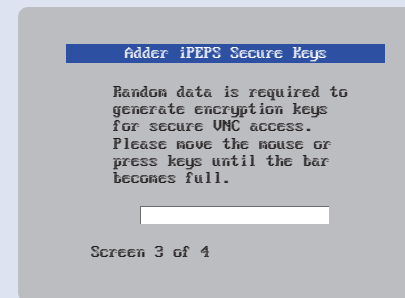 Adder iPEPS Secure Keys
Random data is required to
generate encryption keys
for secure VNC access.
Please move the mouse or
press keys until the bar
becomes full.
Screen 3 of 4